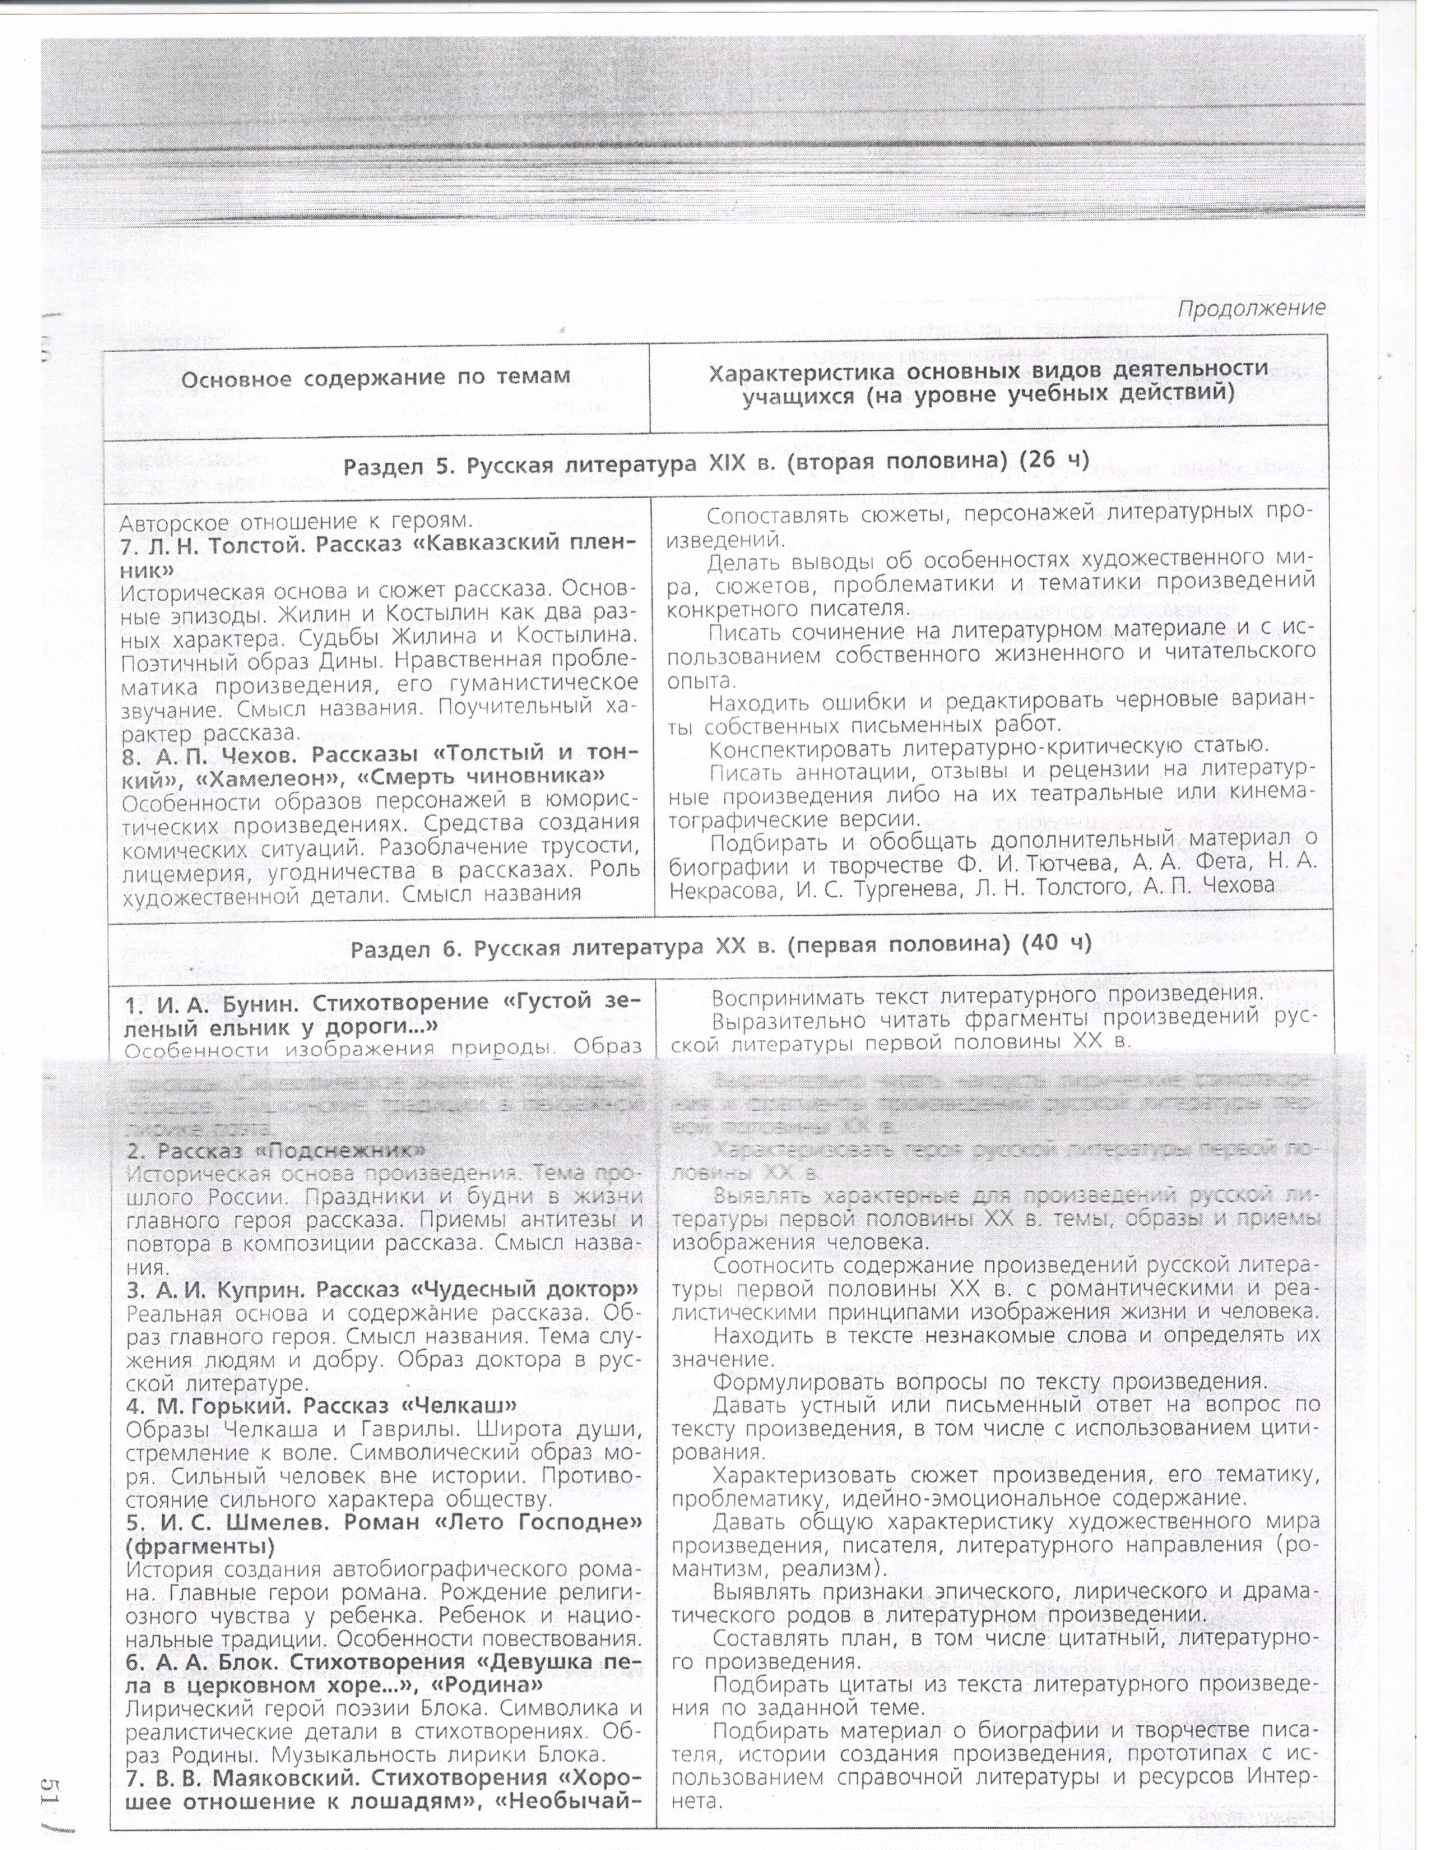 Продолжение
Основное содержание по темам
Характеристика основных видов деятельности
учащихся (на уровне учебных действий)
Раздел 5. Русская литература XIX в. (вторая половина) (26 ч)
Авторское отношение к героям.
7. Л. Н. Толстой. Рассказ «Кавказский плен-
ник»
Историческая основа и сюжет рассказа. Основ-
ные эпизоды. Жилин и Костылин как два раз-
ных характера. Судьбы Жилина и Костылина.
Поэтичный образ Дины. Нравственная пробле-
матика произведения, его гуманистическое
звучание. Смысл названия. Поучительный ха-
рактер рассказа.
8. А. П. Чехов. Рассказы «Толстый и тон-
кий», «Хамелеон», «Смерть чиновника»
Особенности образов персонажей в юморис-
тических произведениях. Средства создания
комических ситуаций. Разоблачение трусости,
лицемерия, угодничества в рассказах. Роль
художественной детали. Смысл названия
Сопоставлять сюжеты, персонажей литературных про-
изведений.
Делать выводы об особенностях художественного ми-
ра, сюжетов, проблематики и тематики произведений
конкретного писателя.
Писать сочинение на литературном материале и с ис-
пользованием собственного жизненного и читательского
опыта.
Находить ошибки и редактировать черновые вариан-
ты собственных письменных работ.
Конспектировать литературно-критическую статью.
Писать аннотации, отзывы и рецензии на литератур-
ные произведения либо на их театральные или кинема-
тографические версии.
Подбирать и обобщать дополнительный материал о
биографии и творчестве Ф. И. Тютчева, А. А. Фета, Н. А.
Некрасова, И. С. Тургенева, Л. Н. Толстого, А. П. Чехова
Раздел 6. Русская литература XX в. (первая половина) (40 ч)
1. И. А. Бунин. Стихотворение «Густой зе-
леный ельник у дороги...»
Особенности изображения природы. Образ
Символическое значение природных
образов. Пушкинские традиции в пейзажной
лирике поэта.
2. Рассказ «Подснежник»
Историческая основа произведения. Тема про-
шлого России. Праздники и будни в жизни
главного героя рассказа. Приемы антитезы и
повтора в композиции рассказа. Смысл назва-
ния.
3. А. И. Куприн. Рассказ «Чудесный доктор»
Реальная основа и содержание рассказа. Об-
раз главного героя. Смысл названия. Тема слу-
жения людям и добру. Образ доктора в рус-
ской литературе.
4. М. Горький. Рассказ «Челкаш»
Образы Челкаша и Гаврилы. Широта души,
стремление к воле. Символический образ мо-
ря. Сильный человек вне истории. Противо-
стояние сильного характера обществу.
5. И. С. Шмелев. Роман «Лето Господне»
(фрагменты)
История создания автобиографического рома-
на. Главные герои романа. Рождение религи-
озного чувства у ребенка. Ребенок и нацио-
нальные традиции. Особенности повествования.
6. А. А. Блок. Стихотворения «Девушка пе-
ла в церковном хоре...», «Родина»
Лирический герой поэзии Блока. Символика и
реалистические детали в стихотворениях. Об-
раз Родины. Музыкальность лирики Блока.
7. В. В. Маяковский. Стихотворения «Хоро-
шее отношение к лошадям», «Необычай-
Воспринимать текст литературного произведения.
Выразительно читать фрагменты произведений рус-
ской литературы первой половины XX в.
Выразительно читать наизусть лирические стихотворе-
ния и фрагменты произведений русской литературы пер-
вой половины XX в.
Характеризовать героя русской литературы первой по-
ловины XX в.
Выявлять характерные для произведений русской ли-
тературы первой половины XX в. темы, образы и приемы
изображения человека.
Соотносить содержание произведений русской литера-
туры первой половины XX в. с романтическими и реа-
листическими принципами изображения жизни и человека.
Находить в тексте незнакомые слова и определять их
значение.
Формулировать вопросы по тексту произведения.
Давать устный или письменный ответ на вопрос по
тексту произведения, в том числе с использованием цити-
рования.
Характеризовать сюжет произведения, его тематику,
проблематику, идейно-эмоциональное содержание.
Давать общую характеристику художественного мира
произведения, писателя, литературного направления (ро-
мантизм, реализм).
Выявлять признаки эпического, лирического и драма-
тического родов в литературном произведении.
Составлять план, в том числе цитатный, литературно-
го произведения.
Подбирать цитаты из текста литературного произведе-
ния по заданной теме.
Подбирать материал о биографии и творчестве писа-
теля, истории создания произведения, прототипах с ис-
пользованием справочной литературы и ресурсов Интер-
нета.
51